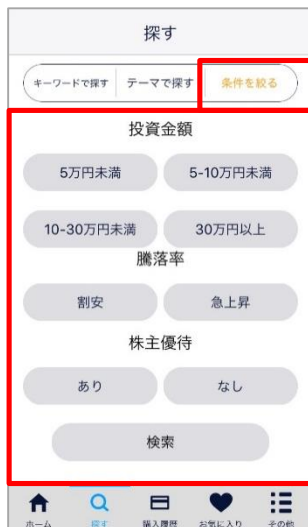 探す
キーワードで探す テーマで探す 条件を絞る
投資金額
5万円未満 5-10万円未満
10-30万円未満 30万円以上
騰落率
割安 急上昇
株主優待
あり なし
検索
ホーム 探す 購入履歴 お気に入り その他